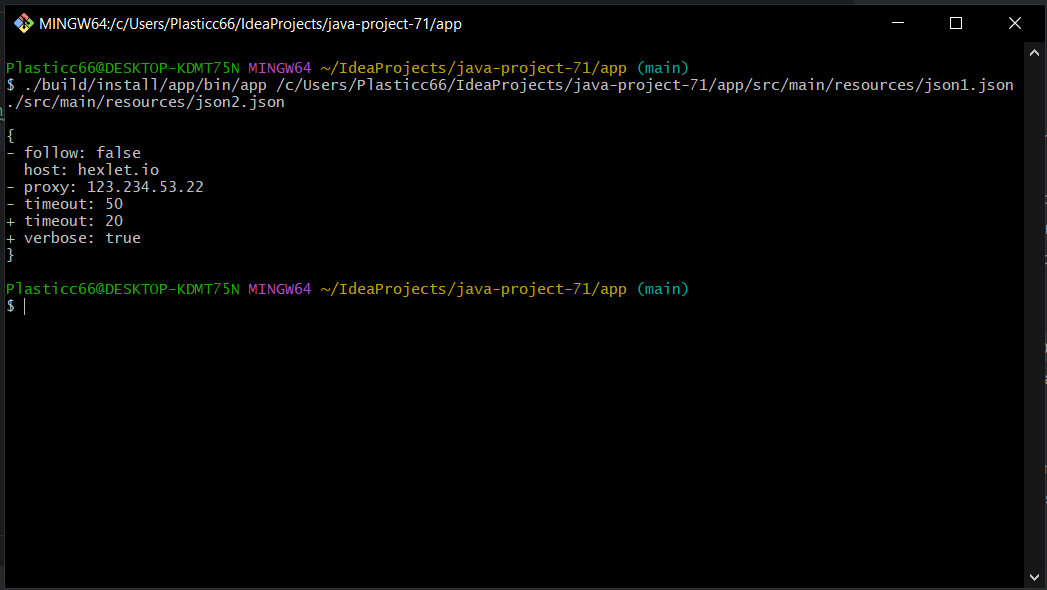 MINGW64:/c/Users/Plasticc66/IdeaProjects/java-project-71/app
Plasticc66@DESKTOP-KDMT75N MINGW64 ~/IdeaProjects/java-project-71/app (main)
$ ./build/install/app/bin/app /c/Users/Plasticc66/IdeaProjects/java-project-71/app/src/main/resources/json1.json
./src/main/resources/json2.json
{
- follow: false
  host: hexlet.io
- proxy: 123.234.53.22
- timeout: 50
+ timeout: 20
+ verbose: true
}
Plasticc66@DESKTOP-KDMT75N MINGW64 ~/IdeaProjects/java-project-71/app (main)
$